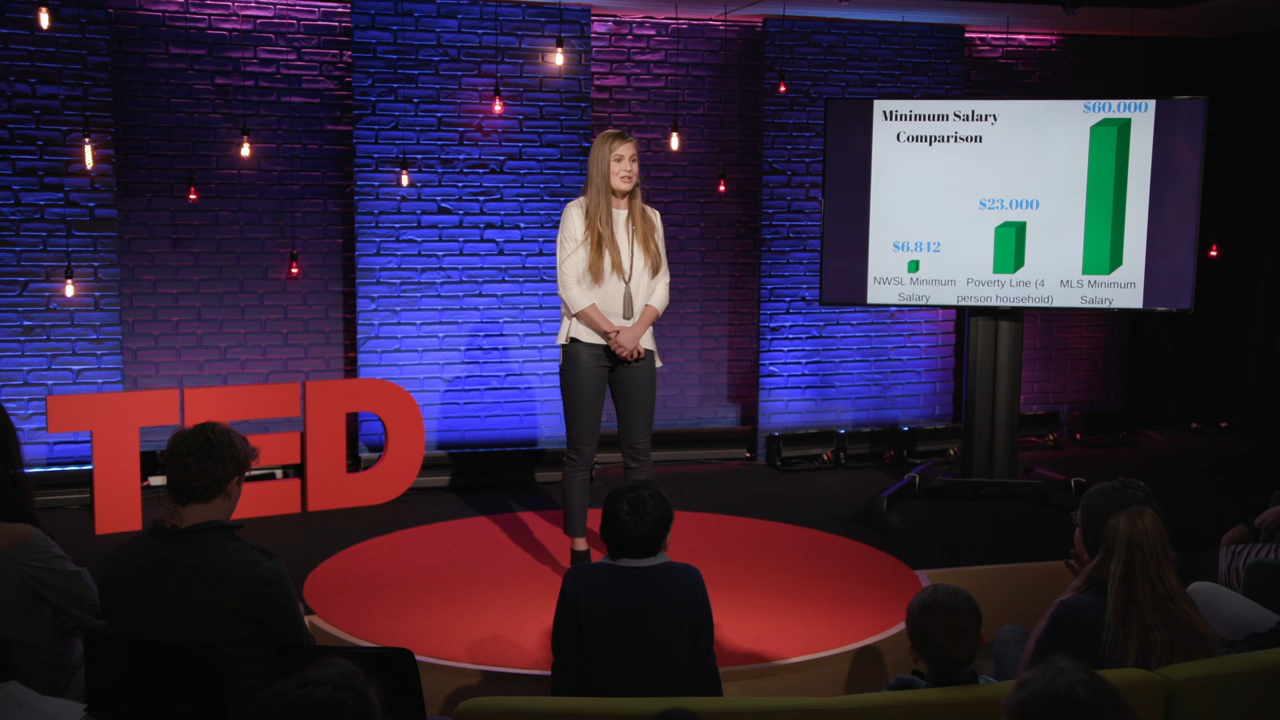 TED
Minimum Salary
Comparison
$60,000
$23,000
$6,842
NWSL Minimum
Salary
Poverty Line (4
person household)
MLS Minimum
Salary